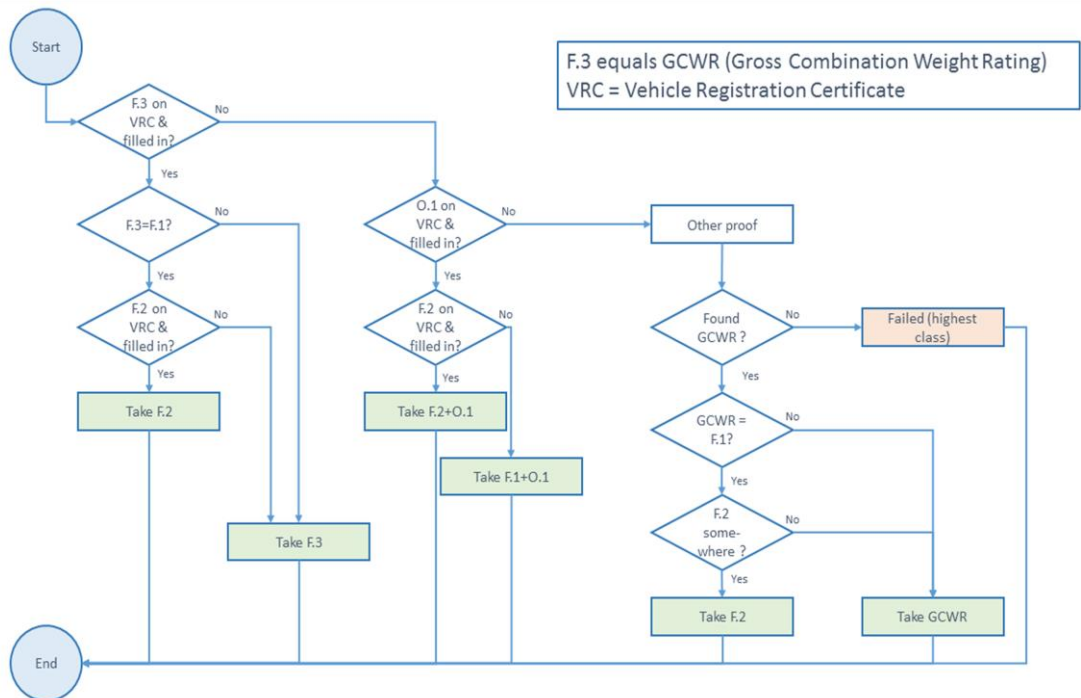 Start
F.3 equals GCWR (Gross Combination Weight Rating)
VRC = Vehicle Registration Certificate
F.3 on
VRC &
filled in?
No
Yes
F.3=F.1?
No
Yes
F.2 on
VRC &
filled in?
No
Yes
Take F.2
Take F.3
O.1 on
VRC &
filled in?
No
Yes
F.2 on
VRC &
filled in?
No
Yes
Take F.2+O.1
Take F.1+O.1
Other proof
Found
GCWR ?
No
Failed (highest
class)
Yes
GCWR =
F.1?
No
Yes
F.2
some-
where ?
No
Yes
Take F.2
Take GCWR
End